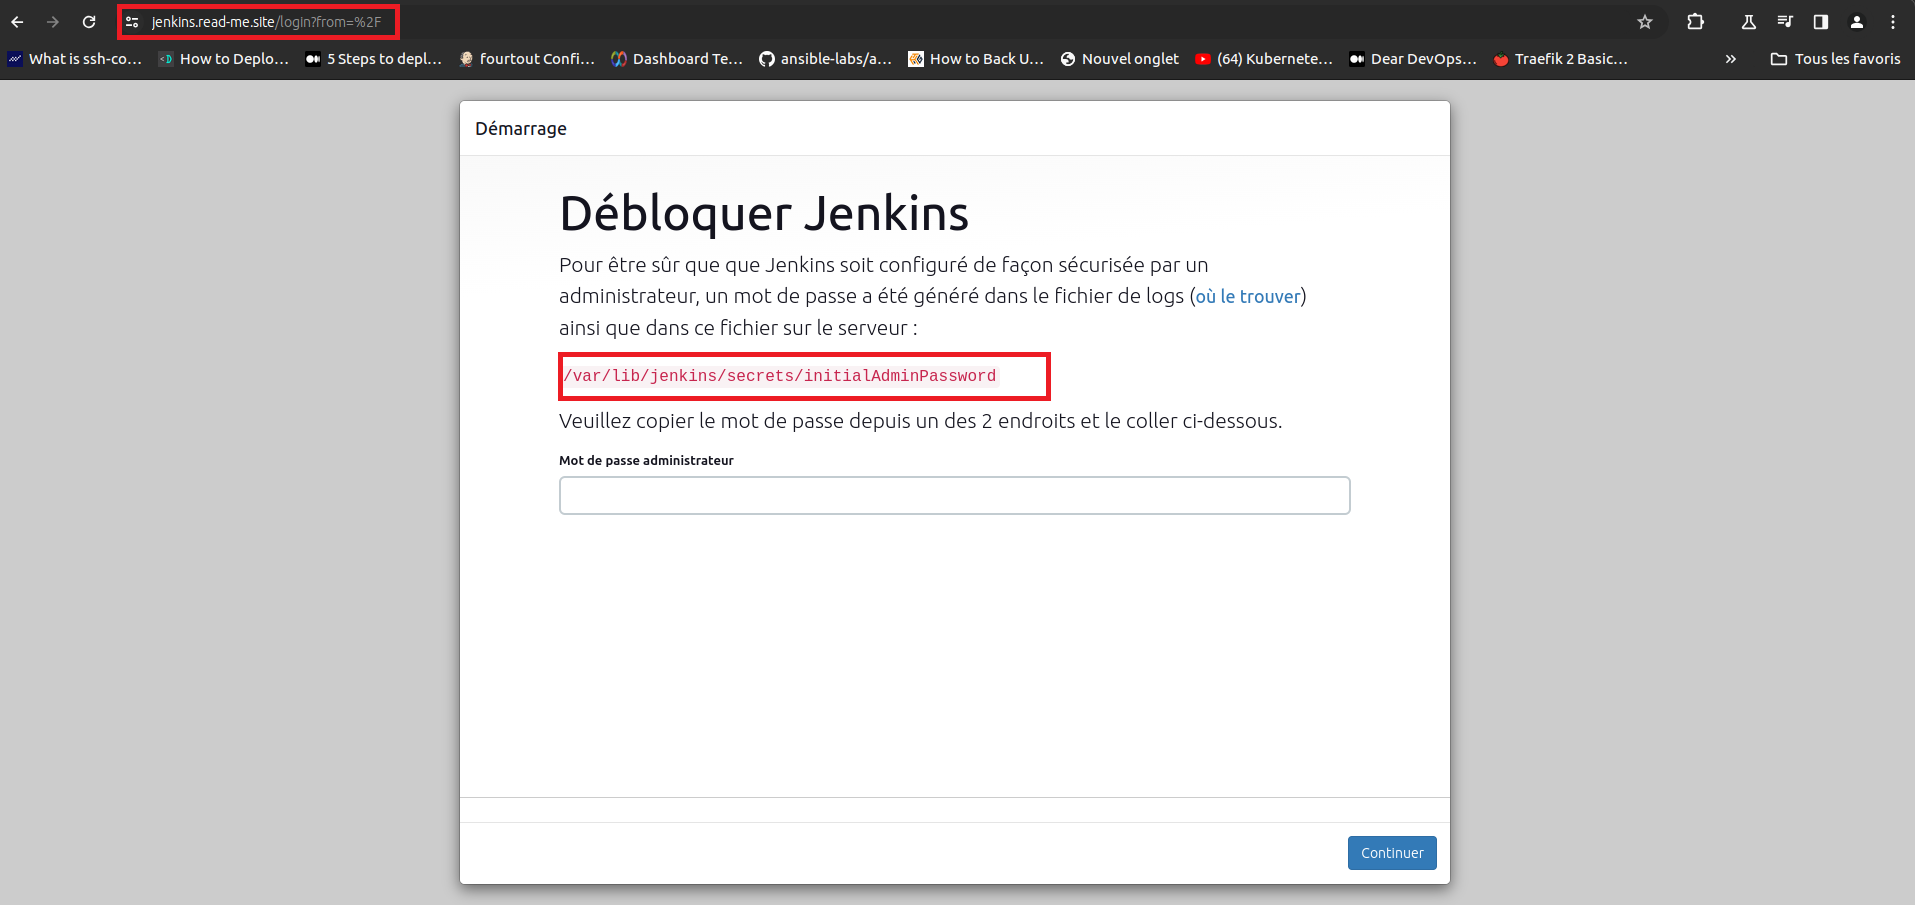 jenkins.read-me.site/login?from=%2F
What is ssh-co... How to Deplo... 5 Steps to depl... fourtout Confi... Dashboard Te... ansible-labs/a... How to Back U... Nouvel onglet (64) Kubernete... Dear DevOps... Traefik 2 Basic... » Tous les favoris
Démarrage
Débloquer Jenkins
Pour être sûr que que Jenkins soit configuré de façon sécurisée par un
administrateur, un mot de passe a été généré dans le fichier de logs (où le trouver)
ainsi que dans ce fichier sur le serveur :
/var/lib/jenkins/secrets/initialAdminPassword
Veuillez copier le mot de passe depuis un des 2 endroits et le coller ci-dessous.
Mot de passe administrateur
Continuer